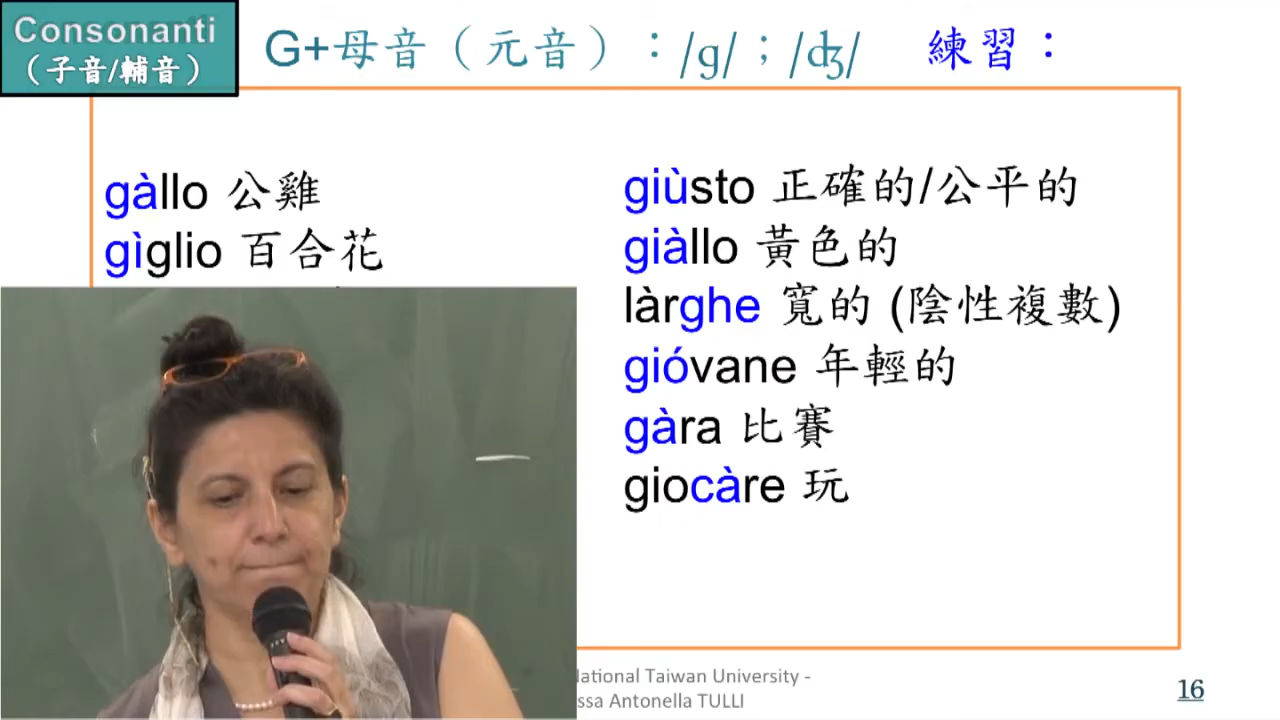 Consonanti
（子音/輔音）
G+母音（元音）：/g/；/ʤ/ 練習：
gàllo 公雞
gìglio 百合花
giùsto 正確的/公平的
giàllo 黃色的
làrghe 寬的 (陰性複數)
gióvane 年輕的
gàra 比賽
giocàre 玩
National Taiwan University -
ssa Antonella TULLI
16